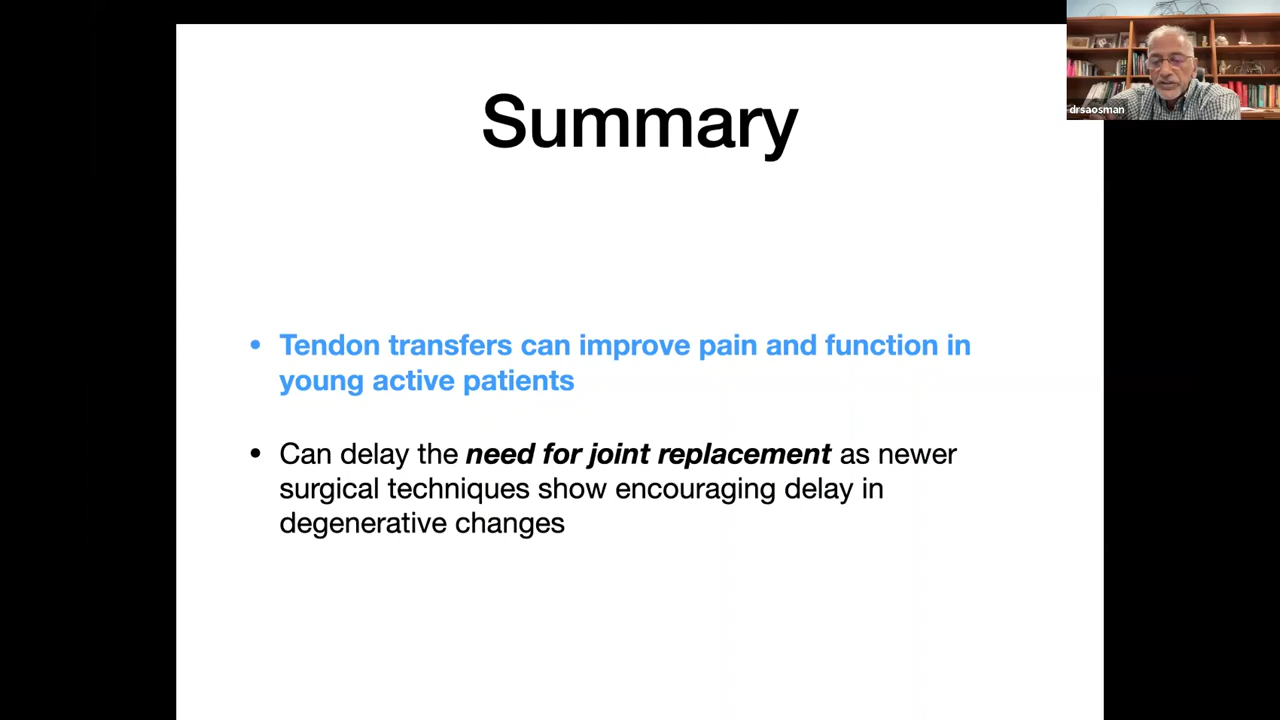 Summary
drsaosman
• Tendon transfers can improve pain and function in
young active patients
• Can delay the need for joint replacement as newer
surgical techniques show encouraging delay in
degenerative changes